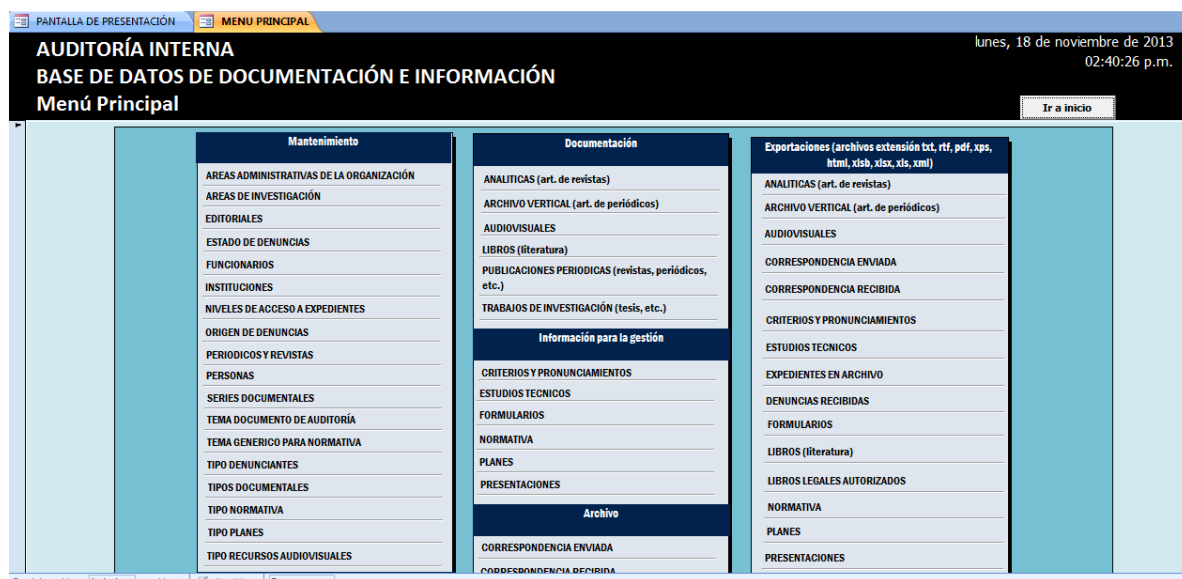 PANTALLA DE PRESENTACIÓN
MENU PRINCIPAL
AUDITORÍA INTERNA
BASE DE DATOS DE DOCUMENTACIÓN E INFORMACIÓN
Menú Principal
lunes, 18 de noviembre de 2013
02:40:26 p.m.
Ir a inicio
Mantenimiento
AREAS ADMINISTRATIVAS DE LA ORGANIZACIÓN
AREAS DE INVESTIGACIÓN
EDITORIALES
ESTADO DE DENUNCIAS
FUNCIONARIOS
INSTITUCIONES
NIVELES DE ACCESO A EXPEDIENTES
ORIGEN DE DENUNCIAS
PERIODICOS Y REVISTAS
PERSONAS
SERIES DOCUMENTALES
TEMA DOCUMENTO DE AUDITORÍA
TEMA GENERICO PARA NORMATIVA
TIPO DENUNCIANTES
TIPOS DOCUMENTALES
TIPO NORMATIVA
TIPO PLANES
TIPO RECURSOS AUDIOVISUALES
Documentación
ANALITICAS (art. de revistas)
ARCHIVO VERTICAL (art. de periódicos)
AUDIOVISUALES
LIBROS (literatura)
PUBLICACIONES PERIODICAS (revistas, periódicos,
etc.)
TRABAJOS DE INVESTIGACIÓN (tesis, etc.)
Información para la gestión
CRITERIOS Y PRONUNCIAMIENTOS
ESTUDIOS TECNICOS
FORMULARIOS
NORMATIVA
PLANES
PRESENTACIONES
Archivo
CORRESPONDENCIA ENVIADA
CORRESPONDENCIA RECIBIDA
Exportaciones (archivos extensión txt, rtf, pdf, xps,
html, xlsb, xlsx, xls, xml)
ANALITICAS (art. de revistas)
ARCHIVO VERTICAL (art. de periódicos)
AUDIOVISUALES
CORRESPONDENCIA ENVIADA
CORRESPONDENCIA RECIBIDA
CRITERIOS Y PRONUNCIAMIENTOS
ESTUDIOS TECNICOS
EXPEDIENTES EN ARCHIVO
DENUNCIAS RECIBIDAS
FORMULARIOS
LIBROS (literatura)
LIBROS LEGALES AUTORIZADOS
NORMATIVA
PLANES
PRESENTACIONES